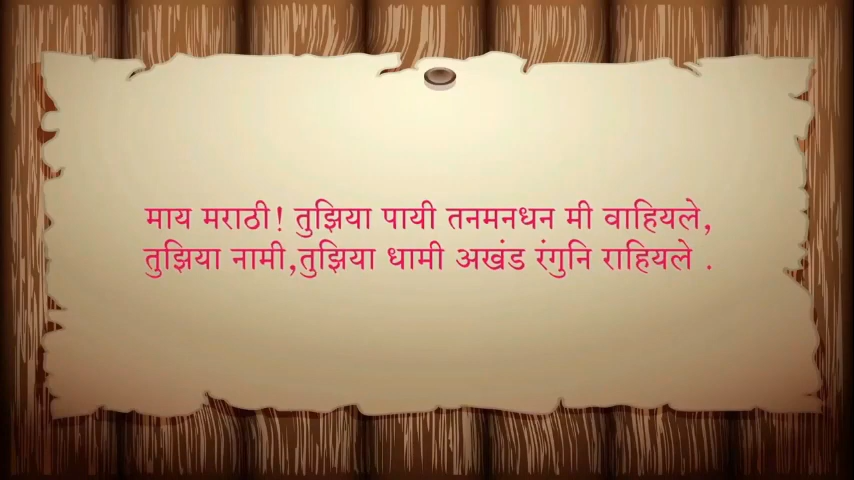 माय मराठी! तुझिया पायी तनमनधन मी वाहियले,
तुझिया नामी,तुझिया धामी अखंड रंगुनि राहियले .